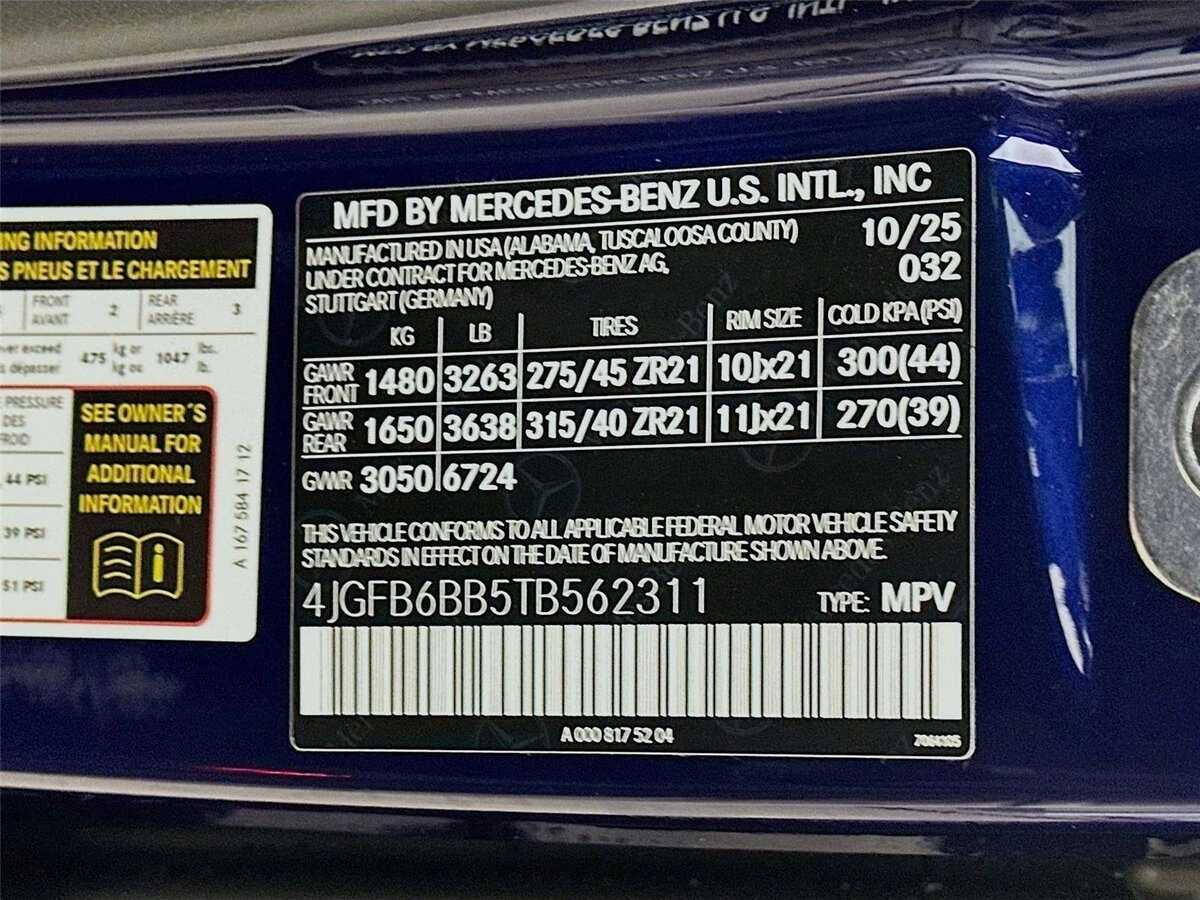 ING INFORMATION
S PNEUS ET LE CHARGEMENT
FRONT
AVANT
2
REAR
ARRIÈRE
3
ver exceed
s dépasser
475
kg or
kg ou
1047
lbs.
lb.
PRESSURE
DES
FROID
44 PSI
39 PSI
51 PSI
SEE OWNER´S
MANUAL FOR
ADDITIONAL
INFORMATION
A 167 584 17 12
MFD BY MERCEDES-BENZ U.S. INTL., INC
MANUFACTURED IN USA (ALABAMA, TUSCALOOSA COUNTY) 10/25
UNDER CONTRACT FOR MERCEDES-BENZ AG, 032
STUTTGART (GERMANY)
KG LB TIRES RIM SIZE COLD KPA (PSI)
GAWR
FRONT 1480 3263 275/45 ZR21 10Jx21 300(44)
GAWR
REAR 1650 3638 315/40 ZR21 11Jx21 270(39)
GVWR 3050 6724
THIS VEHICLE CONFORMS TO ALL APPLICABLE FEDERAL MOTOR VEHICLE SAFETY
STANDARDS IN EFFECT ON THE DATE OF MANUFACTURE SHOWN ABOVE.
4JGFB6BB5TB562311 TYPE: MPV
A 000 817 52 04